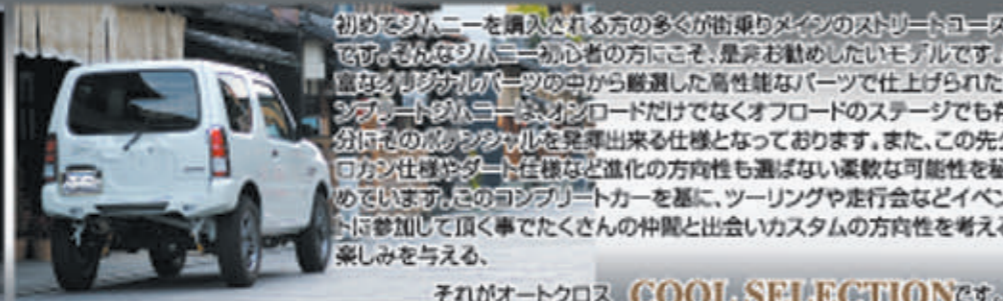 初めてジムニーを購入される方の多くが街乗りメインのストリートユーズ
です。そんなジムニー初心者の方にこそ、是非お勧めしたいモデルです。
富なオリジナルパーツの中から厳選した高性能なパーツで仕上げられた
ンプリートジムニーは、オンロードだけでなくオフロードのステージでも
分にそのポテンシャルを発揮出来る仕様となっております。また、この先
ロカン仕様やダート仕様など進化の方向性も選ばない柔軟な可能性を秘
めています。このコンプリートカーを基に、ツーリングや走行会などイベ
トに参加して頂く事でたくさんの仲間と出会いカスタムの方向性を考え
楽しみを与える、
それがオートクロス COOL SELECTIONです。